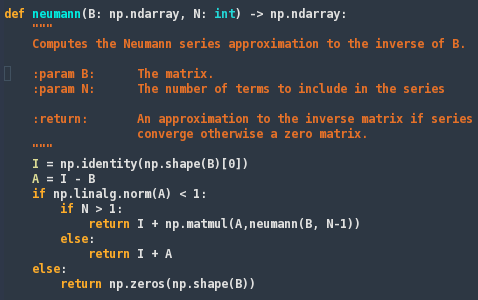 def neumann(B: np.ndarray, N: int) -> np.ndarray:
    """
    Computes the Neumann series approximation to the inverse of B.

    :param B:      The matrix.
    :param N:      The number of terms to include in the series

    :return:       An approximation to the inverse matrix if series
                   converge otherwise a zero matrix.
    """
    I = np.identity(np.shape(B)[0])
    A = I - B
    if np.linalg.norm(A) < 1:
        if N > 1:
            return I + np.matmul(A,neumann(B, N-1))
        else:
            return I + A
    else:
        return np.zeros(np.shape(B))